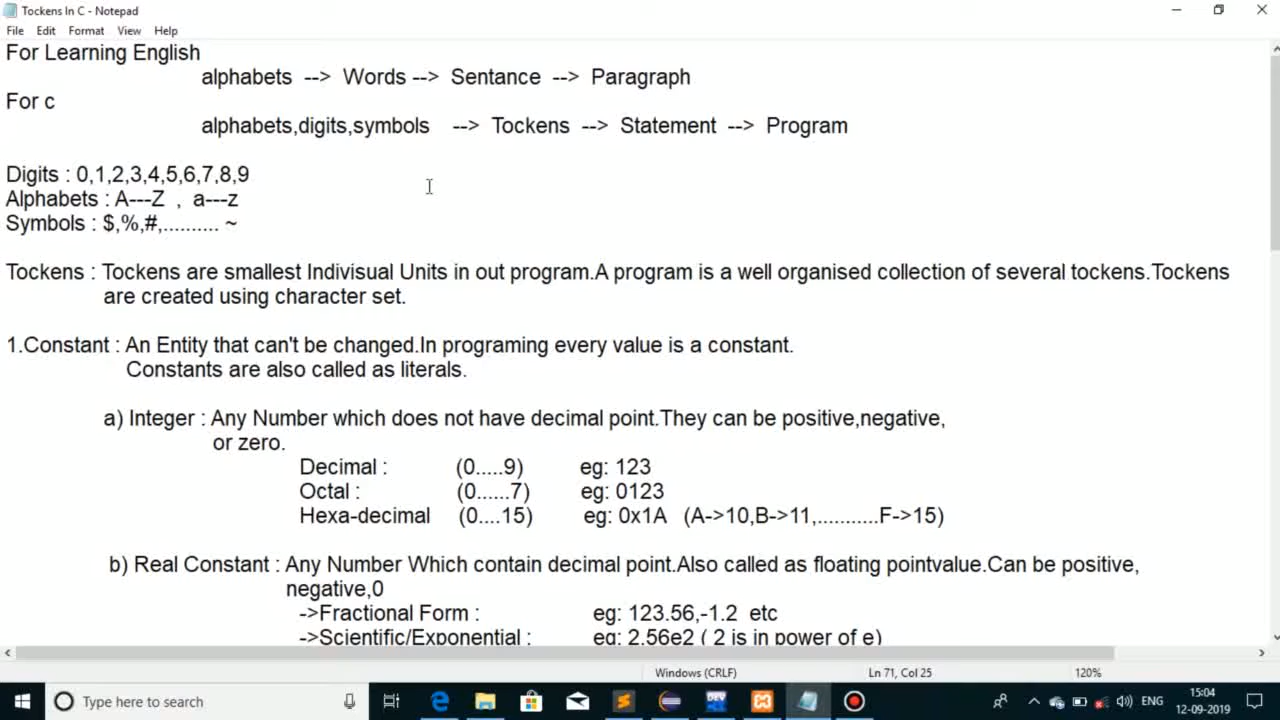 Tockens In C - Notepad
File Edit Format View Help
For Learning English
alphabets --> Words --> Sentance --> Paragraph
For c
alphabets,digits,symbols --> Tockens --> Statement --> Program
Digits : 0,1,2,3,4,5,6,7,8,9
Alphabets : A---Z , a---z
Symbols : $,%,#,.......... ~
Tockens : Tockens are smallest Indivisual Units in out program.A program is a well organised collection of several tockens.Tockens
are created using character set.
1.Constant : An Entity that can't be changed.In programing every value is a constant.
Constants are also called as literals.
a) Integer : Any Number which does not have decimal point.They can be positive,negative,
or zero.
Decimal : (0.....9) eg: 123
Octal : (0......7) eg: 0123
Hexa-decimal (0....15) eg: 0x1A (A->10,B->11,...........F->15)
b) Real Constant : Any Number Which contain decimal point.Also called as floating pointvalue.Can be positive,
negative,0
->Fractional Form : eg: 123.56,-1.2 etc
->Scientific/Exponential : eg: 2.56e2 ( 2 is in power of e)
Windows (CRLF) Ln 71, Col 25 120%
Type here to search DEV ENG 15:04
12-09-2019